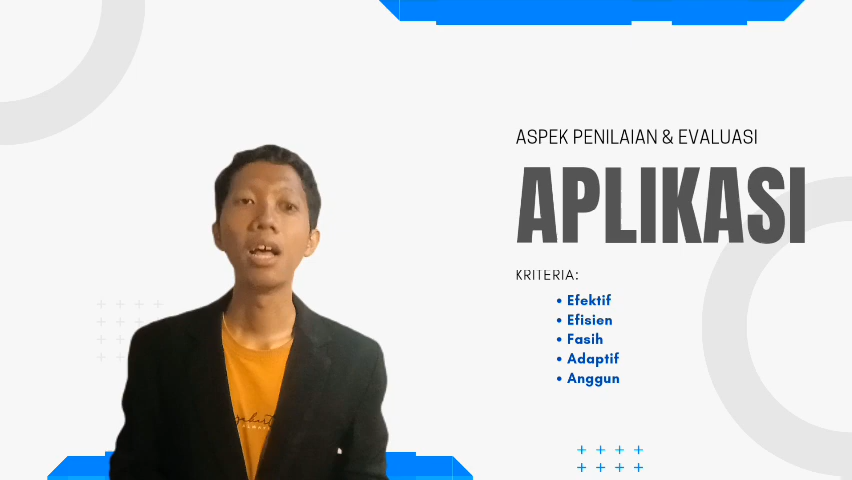 ASPEK PENILAIAN & EVALUASI
APLIKASI
KRITERIA:
• Efektif
• Efisien
• Fasih
• Adaptif
• Anggun